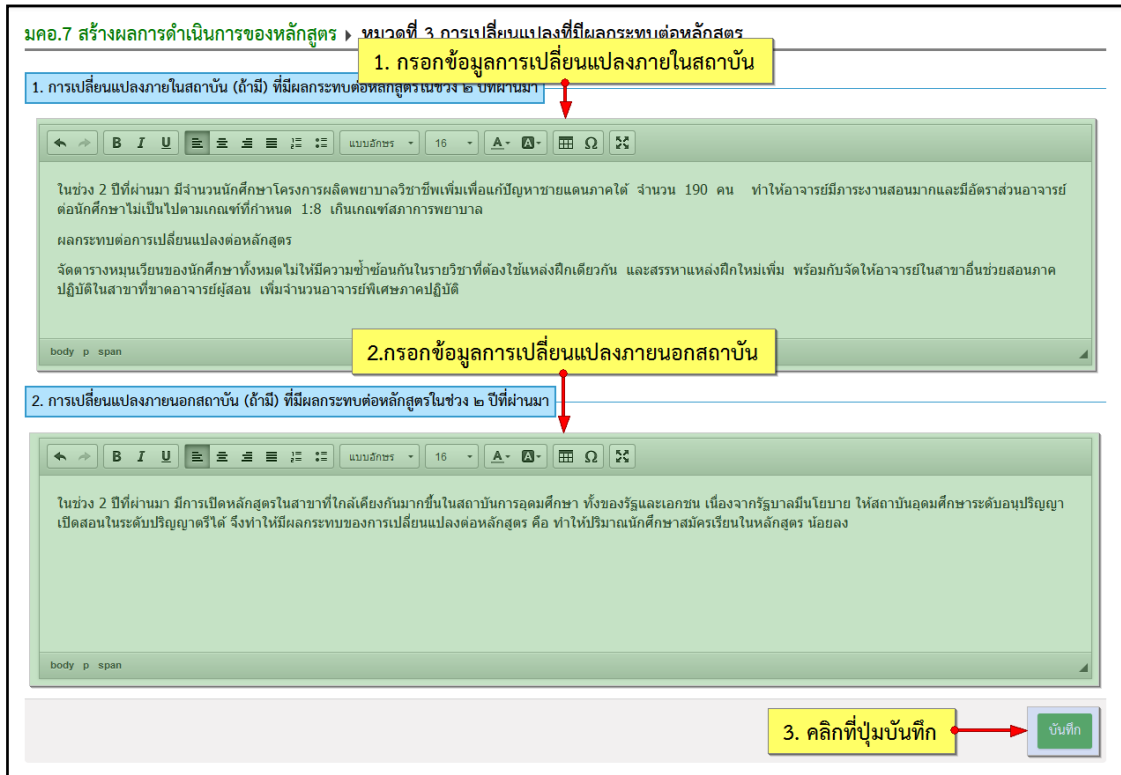 มคอ.7 สร้างผลการดำเนินการของหลักสูตร ▸ หมวดที่ 3 การเปลี่ยนแปลงที่มีผลกระทบต่อหลักสูตร
1. กรอกข้อมูลการเปลี่ยนแปลงภายในสถาบัน
1. การเปลี่ยนแปลงภายในสถาบัน (ถ้ามี) ที่มีผลกระทบต่อหลักสูตรในช่วง ๒ ปีที่ผ่านมา
B I U แบบอักษร 16 A A Ω
ในช่วง 2 ปีที่ผ่านมา มีจำนวนนักศึกษาโครงการผลิตพยาบาลวิชาชีพเพิ่มเพื่อแก้ปัญหาชายแดนภาคใต้ จำนวน 190 คน ทำให้อาจารย์มีภาระงานสอนมากและมีอัตราส่วนอาจารย์
ต่อนักศึกษาไม่เป็นไปตามเกณฑ์ที่กำหนด 1:8 เกินเกณฑ์สภาการพยาบาล
ผลกระทบต่อการเปลี่ยนแปลงต่อหลักสูตร
จัดตารางหมุนเวียนของนักศึกษาทั้งหมดไม่ให้มีความซ้ำซ้อนกันในรายวิชาที่ต้องใช้แหล่งฝึกเดียวกัน และสรรหาแหล่งฝึกใหม่เพิ่ม พร้อมกับจัดให้อาจารย์ในสาขาอื่นช่วยสอนภาค
ปฏิบัติในสาขาที่ขาดอาจารย์ผู้สอน เพิ่มจำนวนอาจารย์พิเศษภาคปฏิบัติ
body p span
2.กรอกข้อมูลการเปลี่ยนแปลงภายนอกสถาบัน
2. การเปลี่ยนแปลงภายนอกสถาบัน (ถ้ามี) ที่มีผลกระทบต่อหลักสูตรในช่วง ๒ ปีที่ผ่านมา
B I U แบบอักษร 16 A A Ω
ในช่วง 2 ปีที่ผ่านมา มีการเปิดหลักสูตรในสาขาที่ใกล้เคียงกันมากขึ้นในสถาบันการอุดมศึกษา ทั้งของรัฐและเอกชน เนื่องจากรัฐบาลมีนโยบาย ให้สถาบันอุดมศึกษาระดับอนุปริญญา
เปิดสอนในระดับปริญญาตรีได้ จึงทำให้มีผลกระทบของการเปลี่ยนแปลงต่อหลักสูตร คือ ทำให้ปริมาณนักศึกษาสมัครเรียนในหลักสูตร น้อยลง
body p span
3. คลิกที่ปุ่มบันทึก
บันทึก